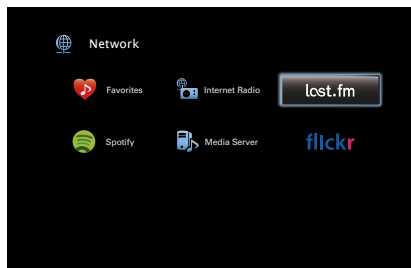 Network
Favorites Internet Radio last.fm
Spotify Media Server flickr